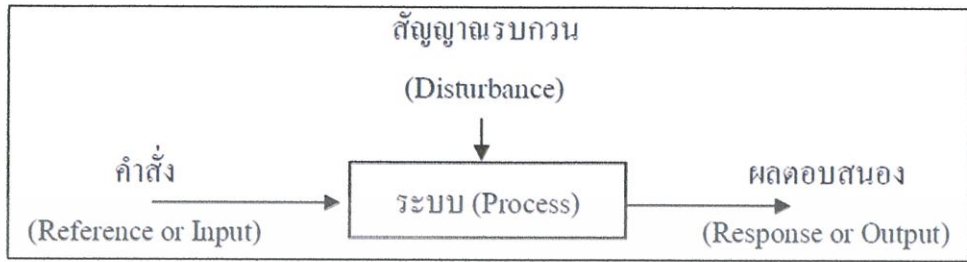 สัญญาณรบกวน
(Disturbance)
คำสั่ง
(Reference or Input)
ระบบ (Process)
ผลตอบสนอง
(Response or Output)